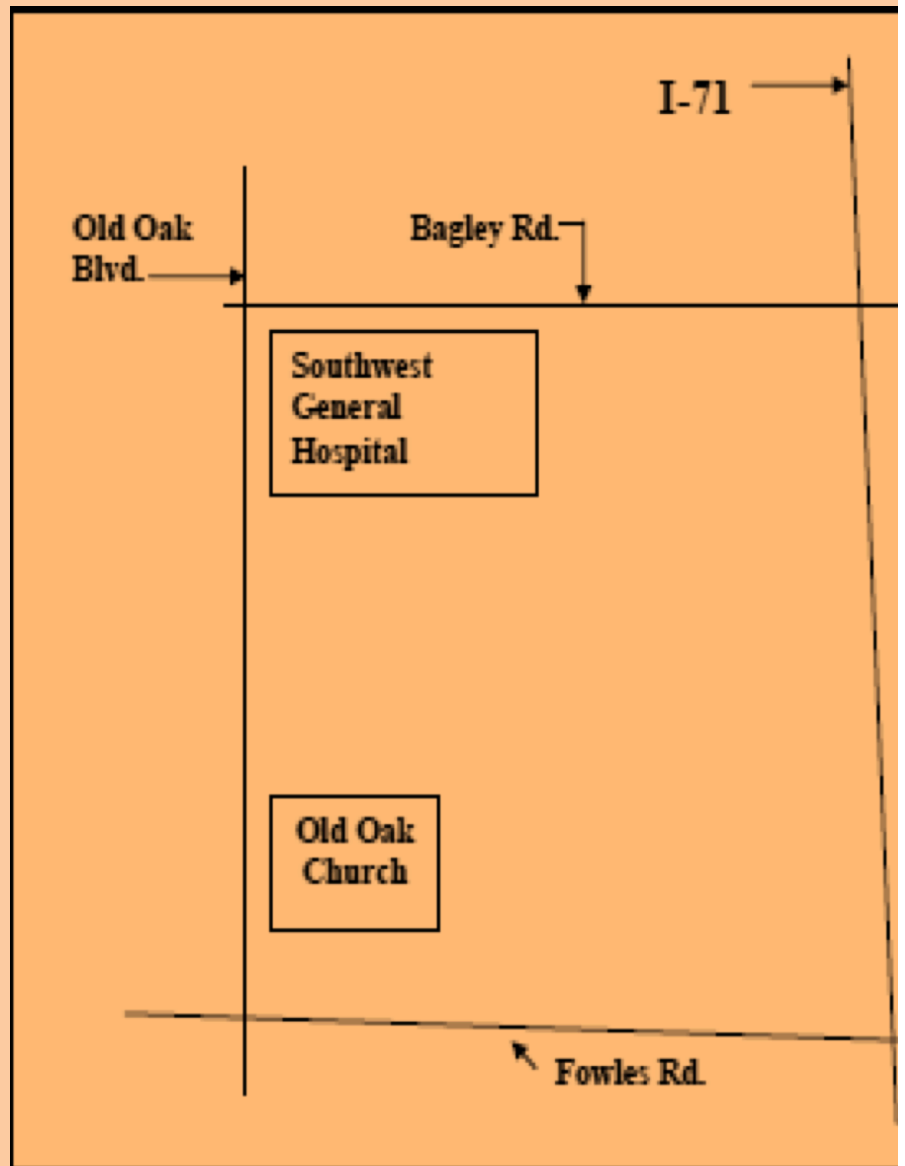 I-71
Old Oak
Blvd.
Bagley Rd.
Southwest
General
Hospital
Old Oak
Church
Fowles Rd.